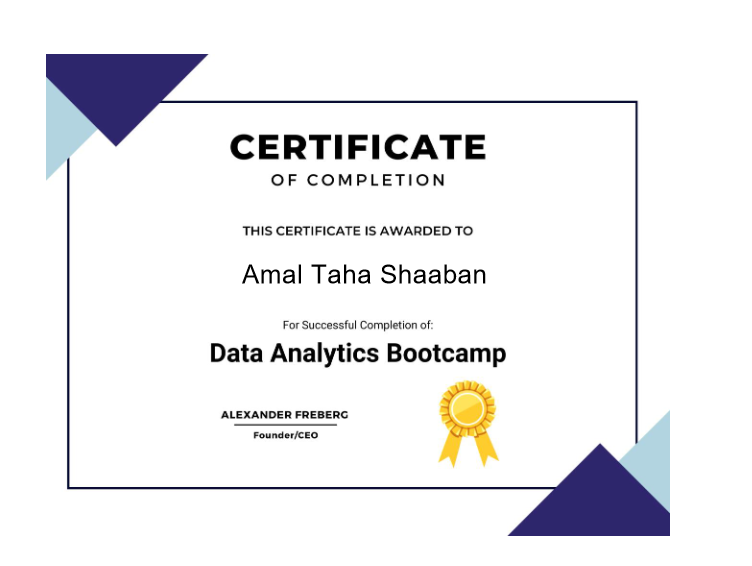 CERTIFICATE
OF COMPLETION
THIS CERTIFICATE IS AWARDED TO
Amal Taha Shaaban
For Successful Completion of:
Data Analytics Bootcamp
ALEXANDER FREBERG
Founder/CEO